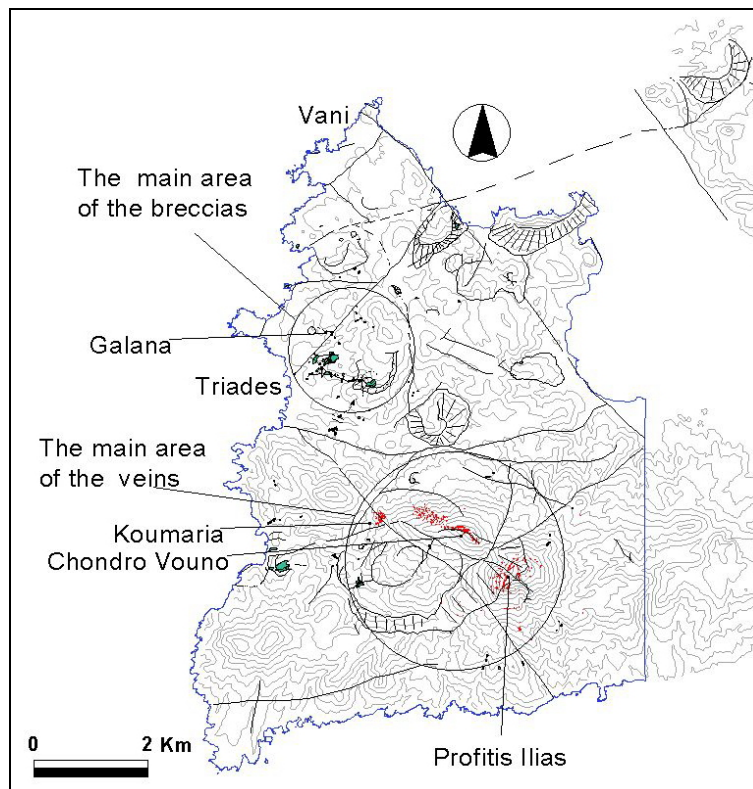 Vani
The main area
of the breccias
Galana
Triades
The main area
of the veins
Koumaria
Chondro Vouno
0 2 Km
Profitis Ilias